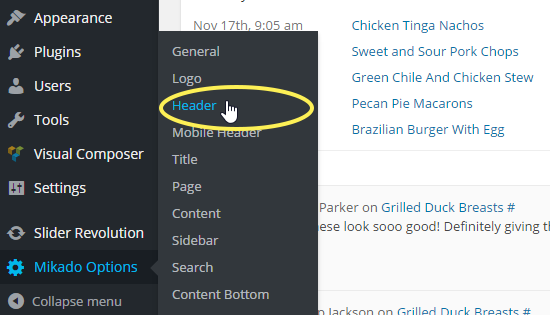 Appearance
Plugins
Users
Tools
Visual Composer
Settings
Slider Revolution
Mikado Options
Collapse menu
General
Logo
Header
Mobile Header
Title
Page
Content
Sidebar
Search
Content Bottom
Nov 17th, 9:05 am
Chicken Tinga Nachos
Sweet and Sour Pork Chops
Green Chile And Chicken Stew
Pecan Pie Macarons
Brazilian Burger With Egg
Parker on Grilled Duck Breasts #
nese look sooo good! Definitely giving th
n Jackson on Grilled Duck Breasts #